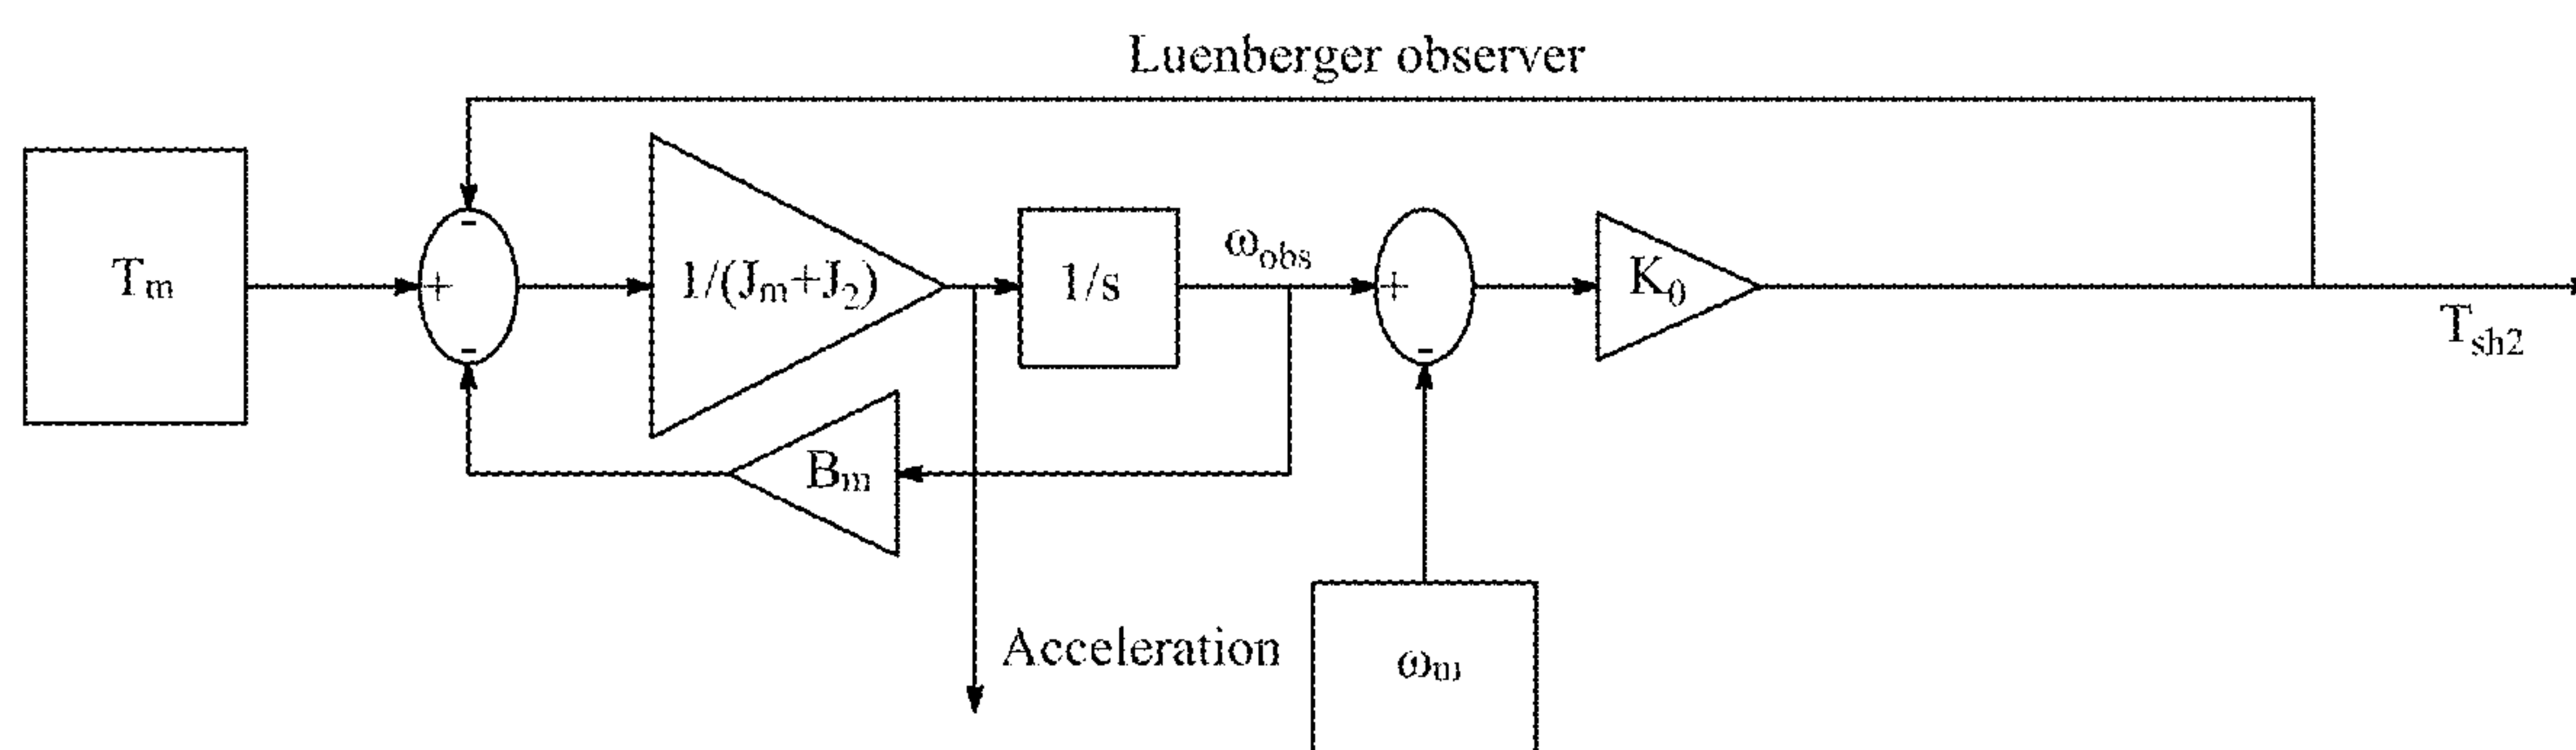 Luenberger observer
Tm
-
+
-
1/(Jm+J2)
1/s
ωobs
+
-
K0
Tsh2
Bm
Acceleration
ωm